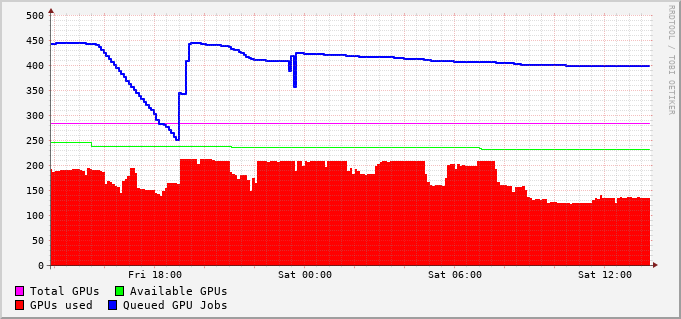 500
450
400
350
300
250
200
150
100
50
0
Fri 18:00 Sat 00:00 Sat 06:00 Sat 12:00
Total GPUs Available GPUs
GPUs used Queued GPU Jobs
RRDTOOL / TOBI OETIKER